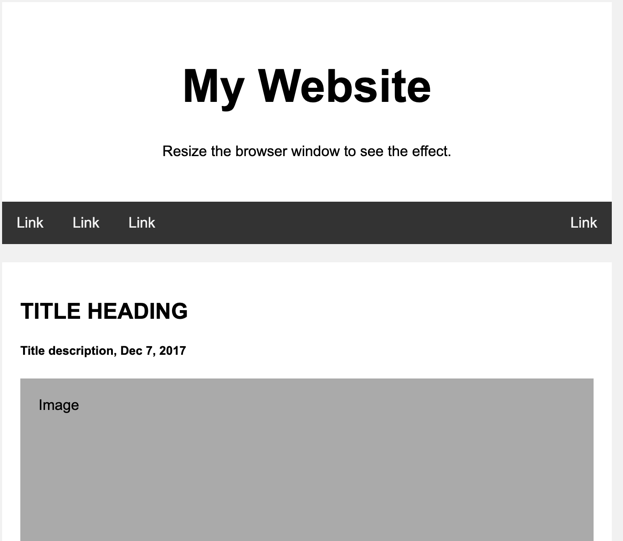 My Website
Resize the browser window to see the effect.
Link Link Link Link
TITLE HEADING
Title description, Dec 7, 2017
Image